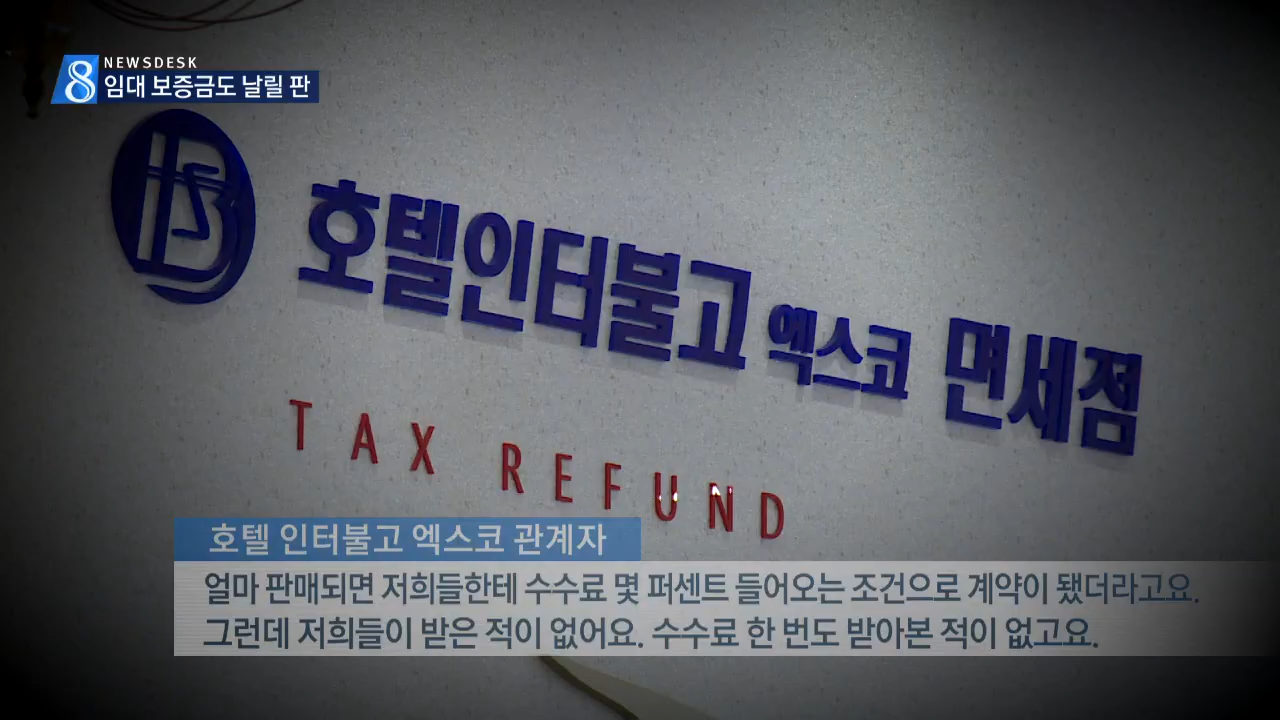 NEWSDESK
8 임대 보증금도 날릴 판
호텔인터불고 엑스코 면세점
TAX REFUND
호텔 인터불고 엑스코 관계자
얼마 판매되면 저희들한테 수수료 몇 퍼센트 들어오는 조건으로 계약이 됐더라고요.
그런데 저희들이 받은 적이 없어요. 수수료 한 번도 받아본 적이 없고요.